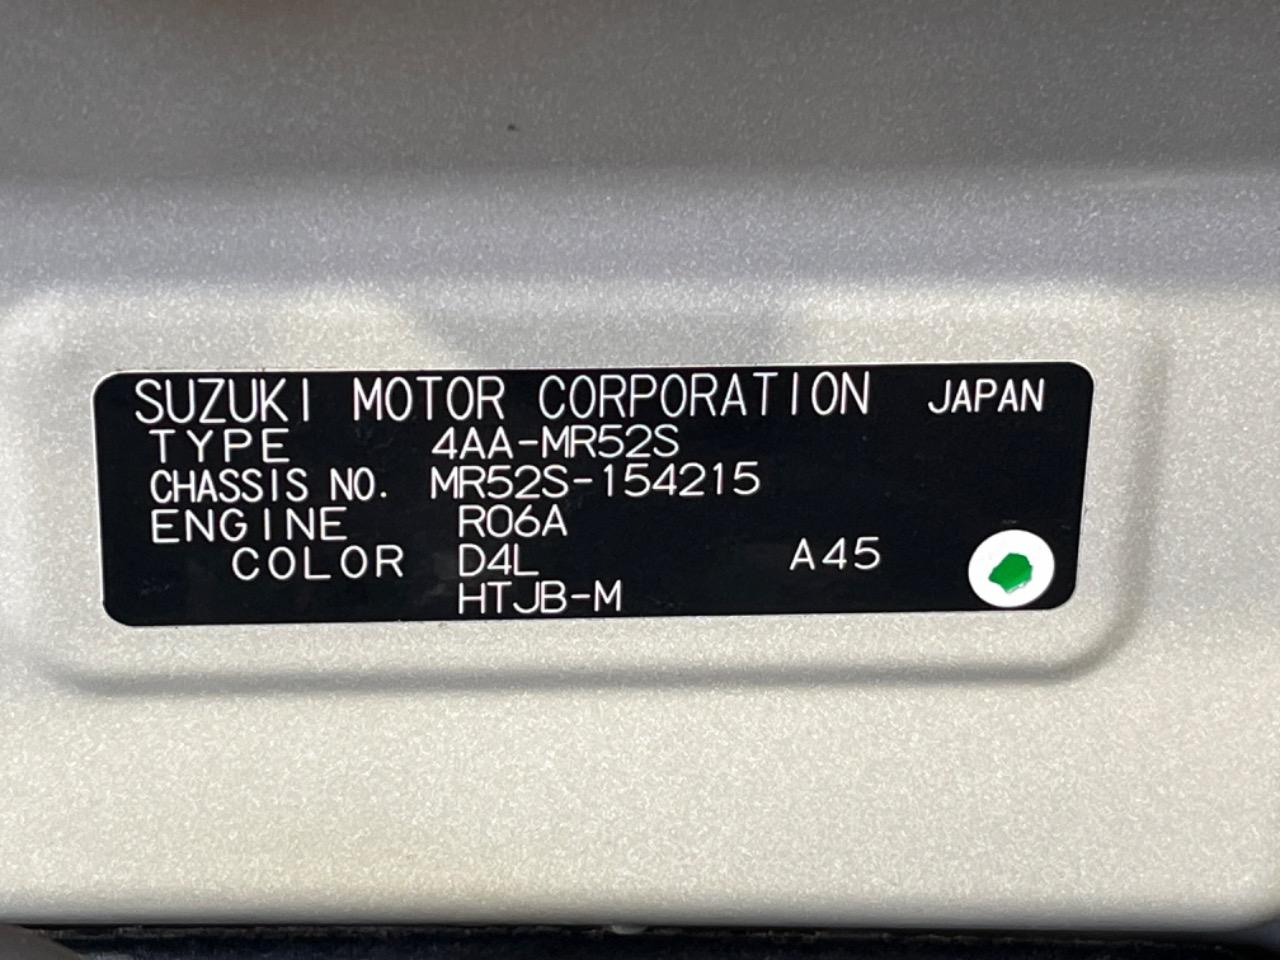 SUZUKI MOTOR CORPORATION JAPAN
TYPE 4AA-MR52S
CHASSIS NO. MR52S-154215
ENGINE R06A
COLOR D4L A45
HTJB-M